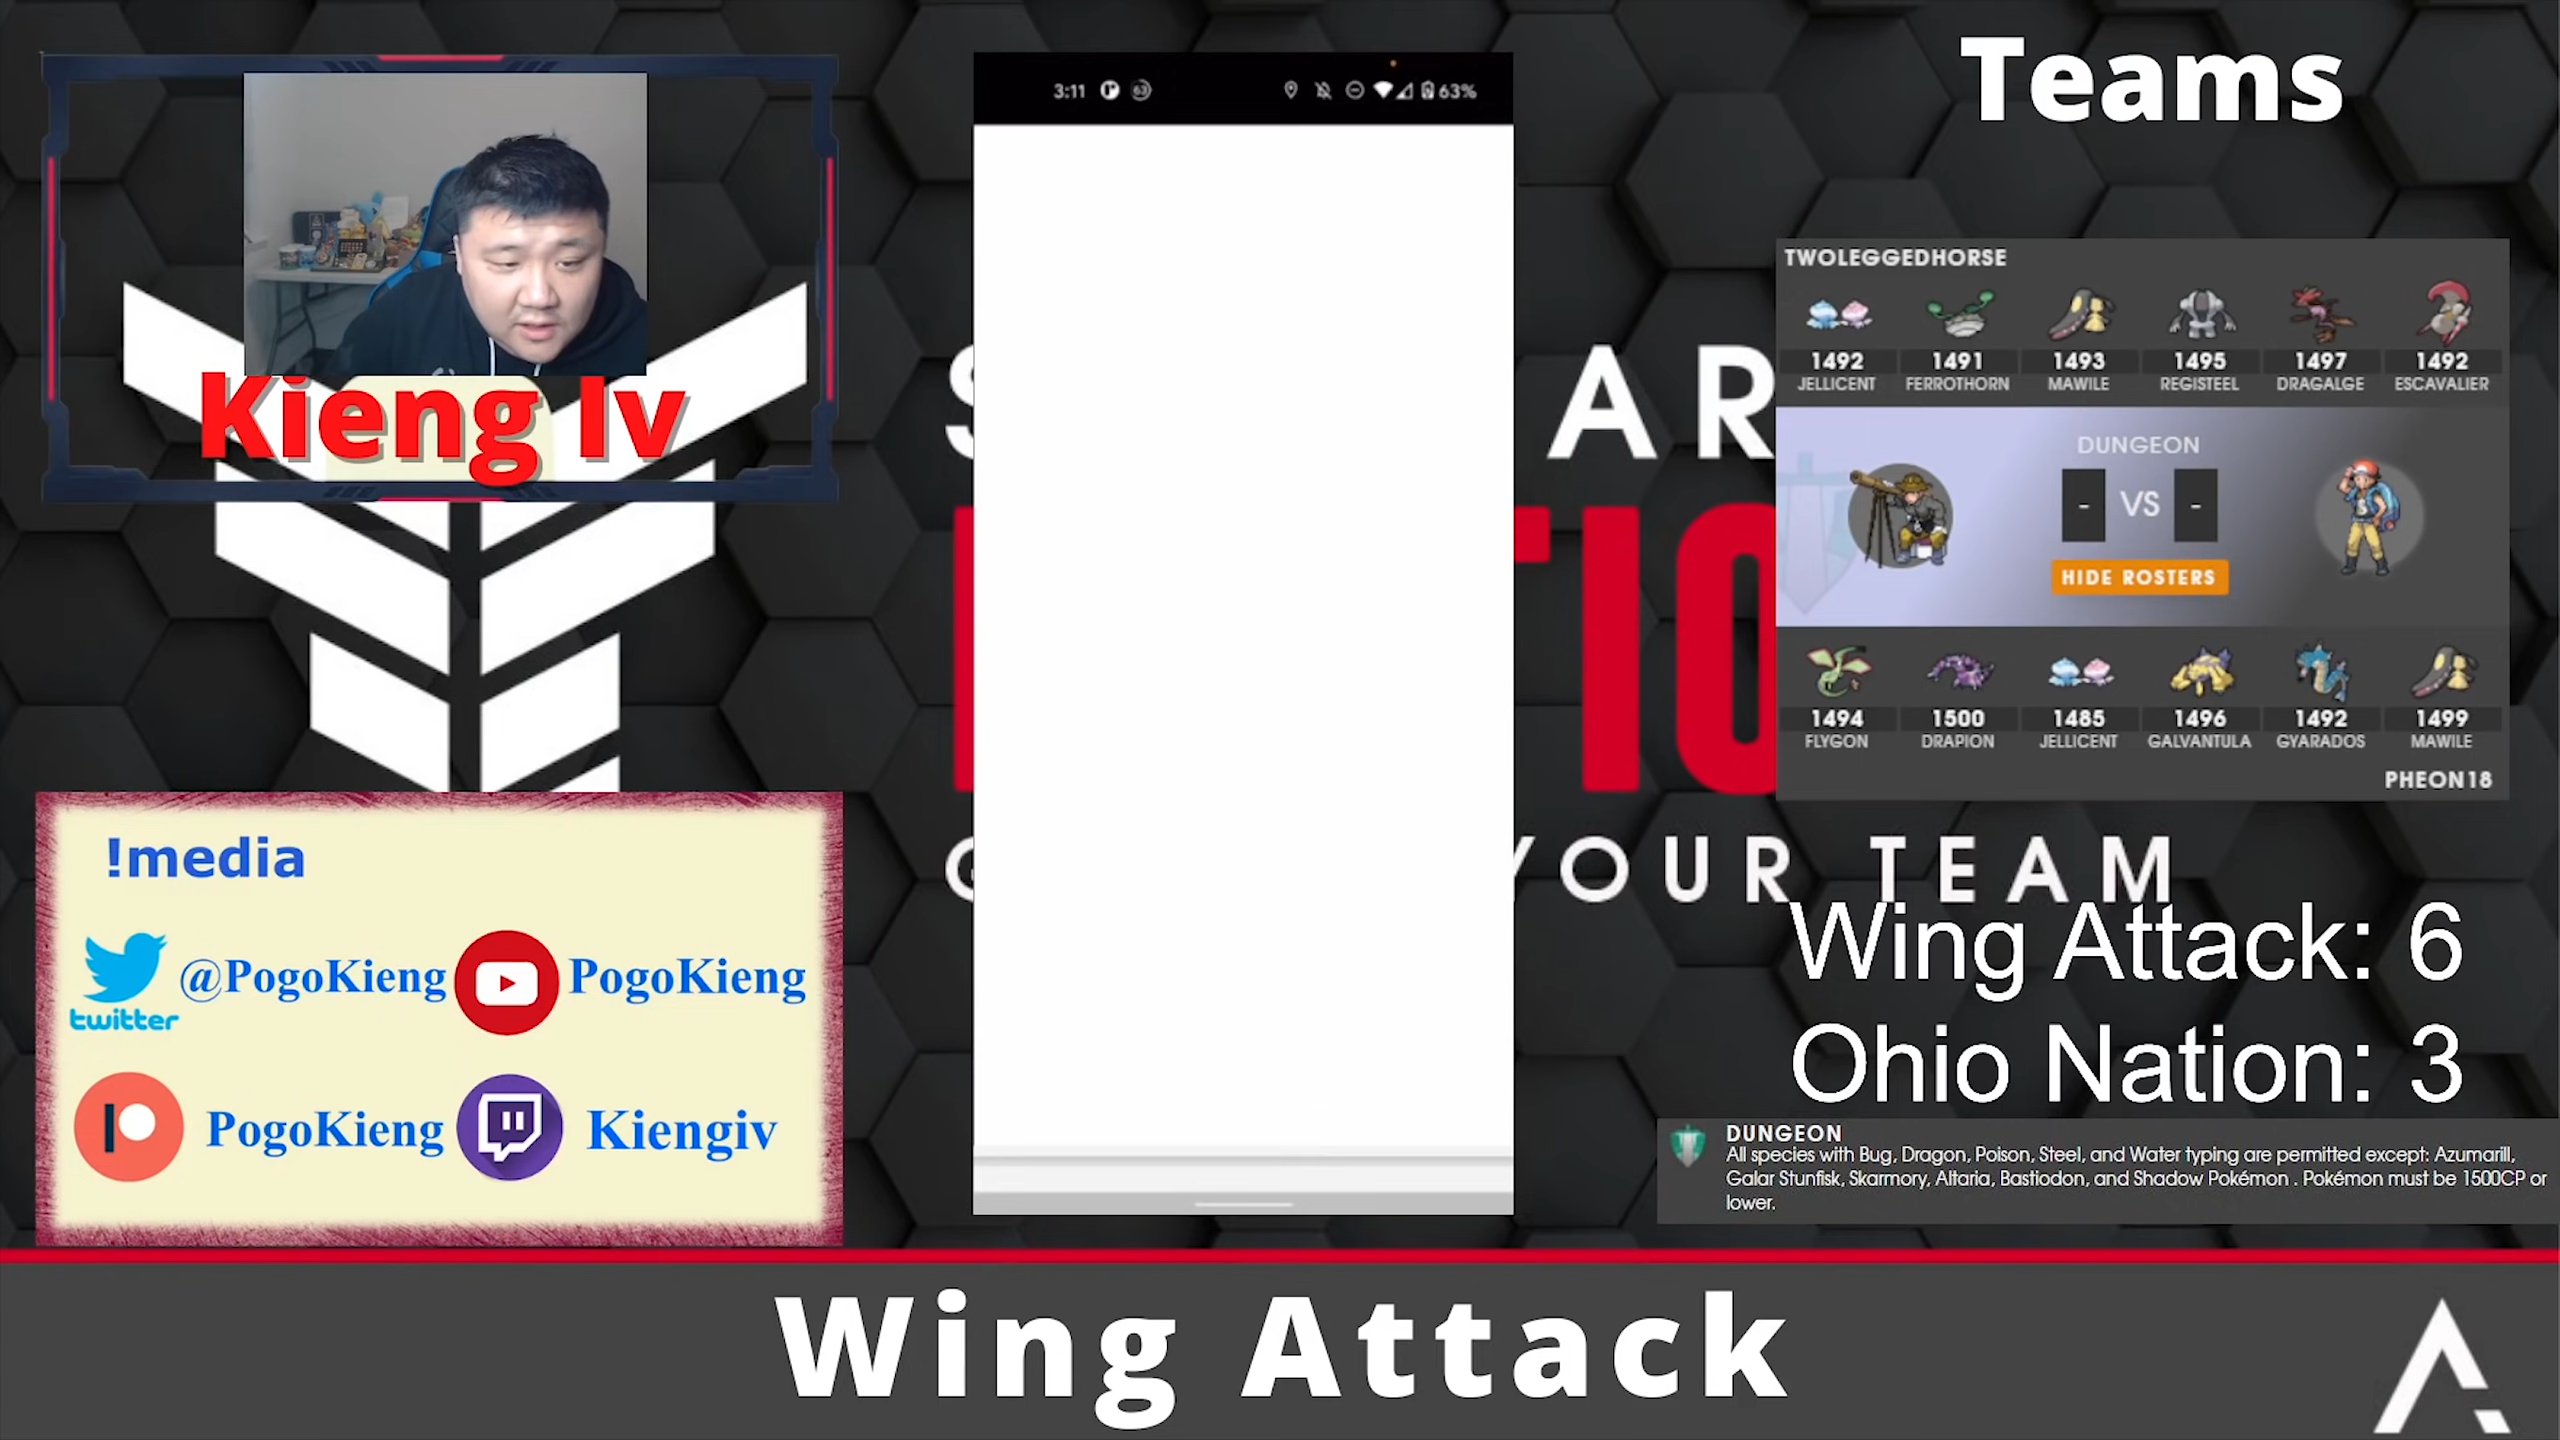 Teams
3:11
63
63%
Kieng Iv
TWOLEGGEDHORSE
1492 1491 1493 1495 1497 1492
JELLICENT FERROTHORN MAWILE REGISTEEL DRAGALGE ESCAVALIER
DUNGEON
- VS -
HIDE ROSTERS
1494 1500 1485 1496 1492 1499
FLYGON DRAPION JELLICENT GALVANTULA GYARADOS MAWILE
PHEON18
S AR
TIO
G YOUR TEAM
!media
@PogoKieng PogoKieng
twitter
PogoKieng Kiengiv
Wing Attack: 6
Ohio Nation: 3
DUNGEON
All species with Bug, Dragon, Poison, Steel, and Water typing are permitted except: Azumarill,
Galar Stunfisk, Skarmory, Altaria, Bastiodon, and Shadow Pokémon . Pokémon must be 1500CP or
lower.
Wing Attack